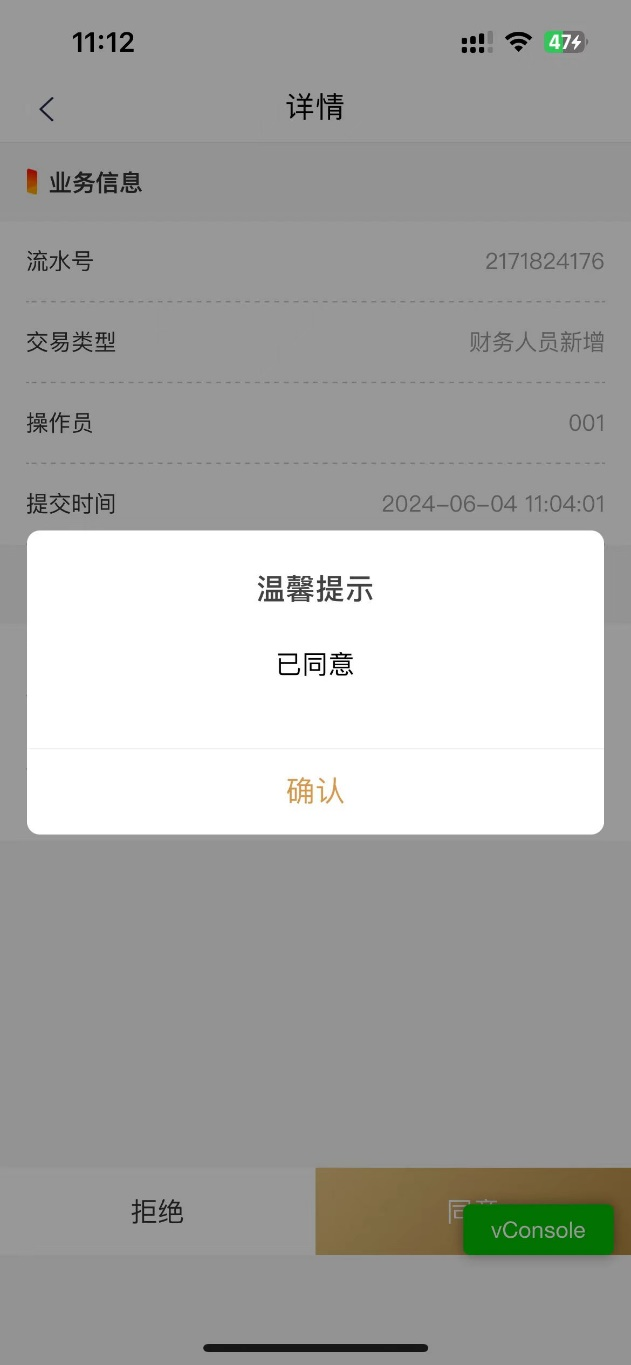 11:12
47
详情
业务信息
流水号 2171824176
交易类型 财务人员新增
操作员 001
提交时间 2024-06-04 11:04:01
温馨提示
已同意
确认
拒绝
同意
vConsole